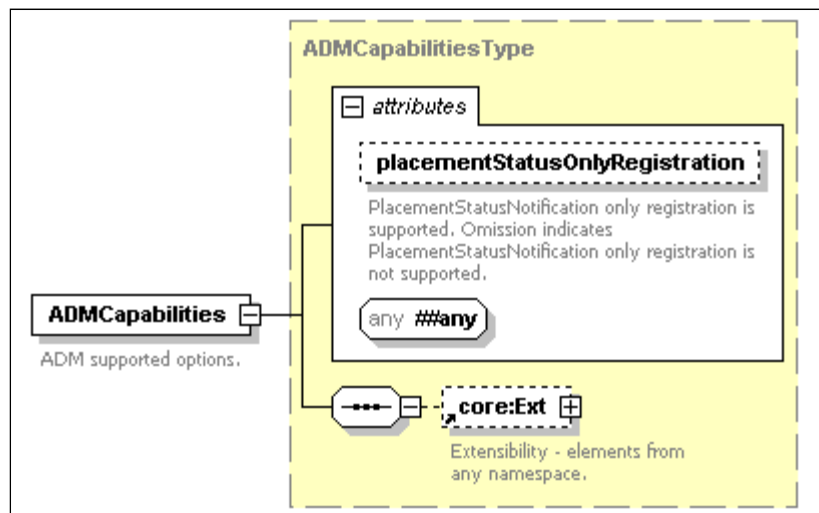 ADMCapabilitiesType
attributes
placementStatusOnlyRegistration
PlacementStatusNotification only registration is
supported. Omission indicates
PlacementStatusNotification only registration is
not supported.
any ##any
ADMCapabilities
ADM supported options.
core:Ext
Extensibility - elements from
any namespace.